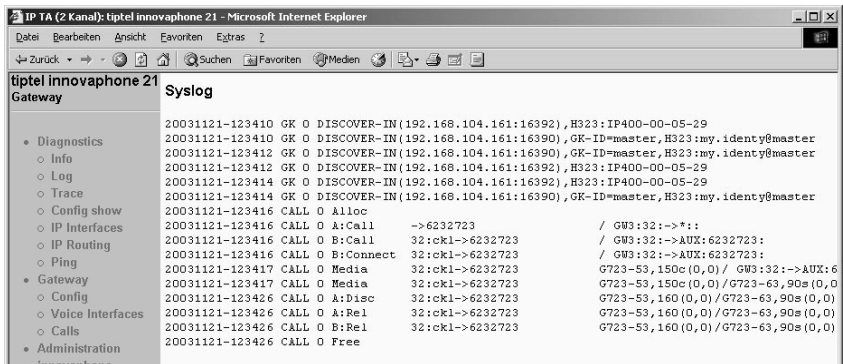 IP TA (2 Kanal): tiptel innovaphone 21 - Microsoft Internet Explorer
Datei Bearbeiten Ansicht Favoriten Extras ?
Zurück Suchen Favoriten Medien
tiptel innovaphone 21
Gateway
Diagnostics
Info
Log
Trace
Config show
IP Interfaces
IP Routing
Ping
Gateway
Config
Voice Interfaces
Calls
Administration
Syslog
20031121-123410 GK 0 DISCOVER-IN(192.168.104.161:16392),H323:IP400-00-05-29
20031121-123410 GK 0 DISCOVER-IN(192.168.104.161:16390),GK-ID=master,H323:my.identy@master
20031121-123412 GK 0 DISCOVER-IN(192.168.104.161:16390),GK-ID=master,H323:my.identy@master
20031121-123412 GK 0 DISCOVER-IN(192.168.104.161:16392),H323:IP400-00-05-29
20031121-123414 GK 0 DISCOVER-IN(192.168.104.161:16392),H323:IP400-00-05-29
20031121-123414 GK 0 DISCOVER-IN(192.168.104.161:16390),GK-ID=master,H323:my.identy@master
20031121-123416 CALL 0 Alloc
20031121-123416 CALL 0 A:Call ->6232723 / GW3:32:->*::
20031121-123416 CALL 0 B:Call 32:ckl->6232723 / GW3:32:->AUX:6232723:
20031121-123416 CALL 0 B:Connect 32:ckl->6232723 / GW3:32:->AUX:6232723:
20031121-123417 CALL 0 Media 32:ckl->6232723 G723-53,150c(0,0)/ GW3:32:->AUX:6
20031121-123417 CALL 0 Media 32:ckl->6232723 G723-53,150c(0,0)/G723-63,90s(0,0
20031121-123426 CALL 0 A:Disc 32:ckl->6232723 G723-53,160(0,0)/G723-63,90s(0,0)
20031121-123426 CALL 0 A:Rel 32:ckl->6232723 G723-53,160(0,0)/G723-63,90s(0,0)
20031121-123426 CALL 0 B:Rel 32:ckl->6232723 G723-53,160(0,0)/G723-63,90s(0,0)
20031121-123426 CALL 0 Free